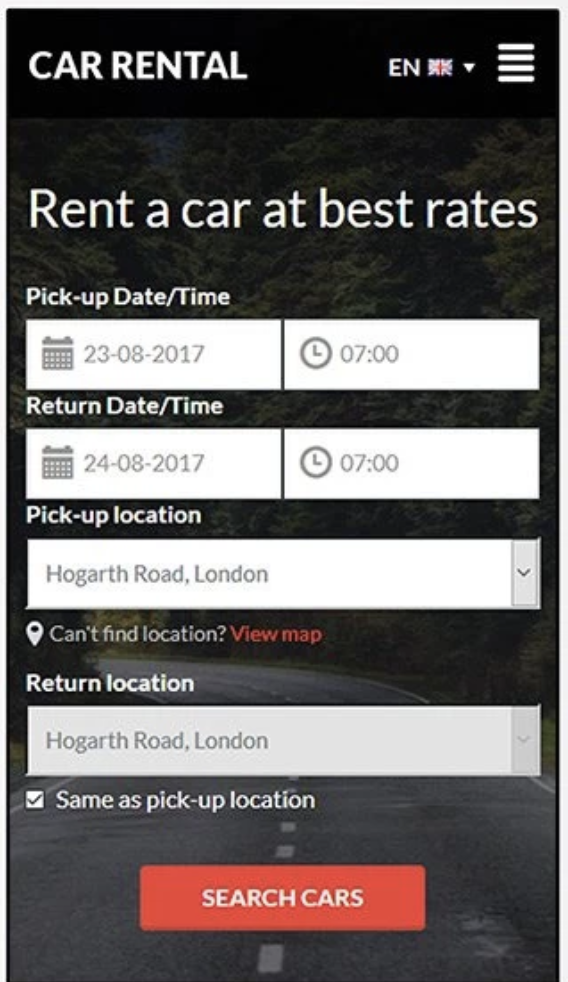 CAR RENTAL EN
Rent a car at best rates
Pick-up Date/Time
23-08-2017 07:00
Return Date/Time
24-08-2017 07:00
Pick-up location
Hogarth Road, London
Can't find location? View map
Return location
Hogarth Road, London
Same as pick-up location
SEARCH CARS